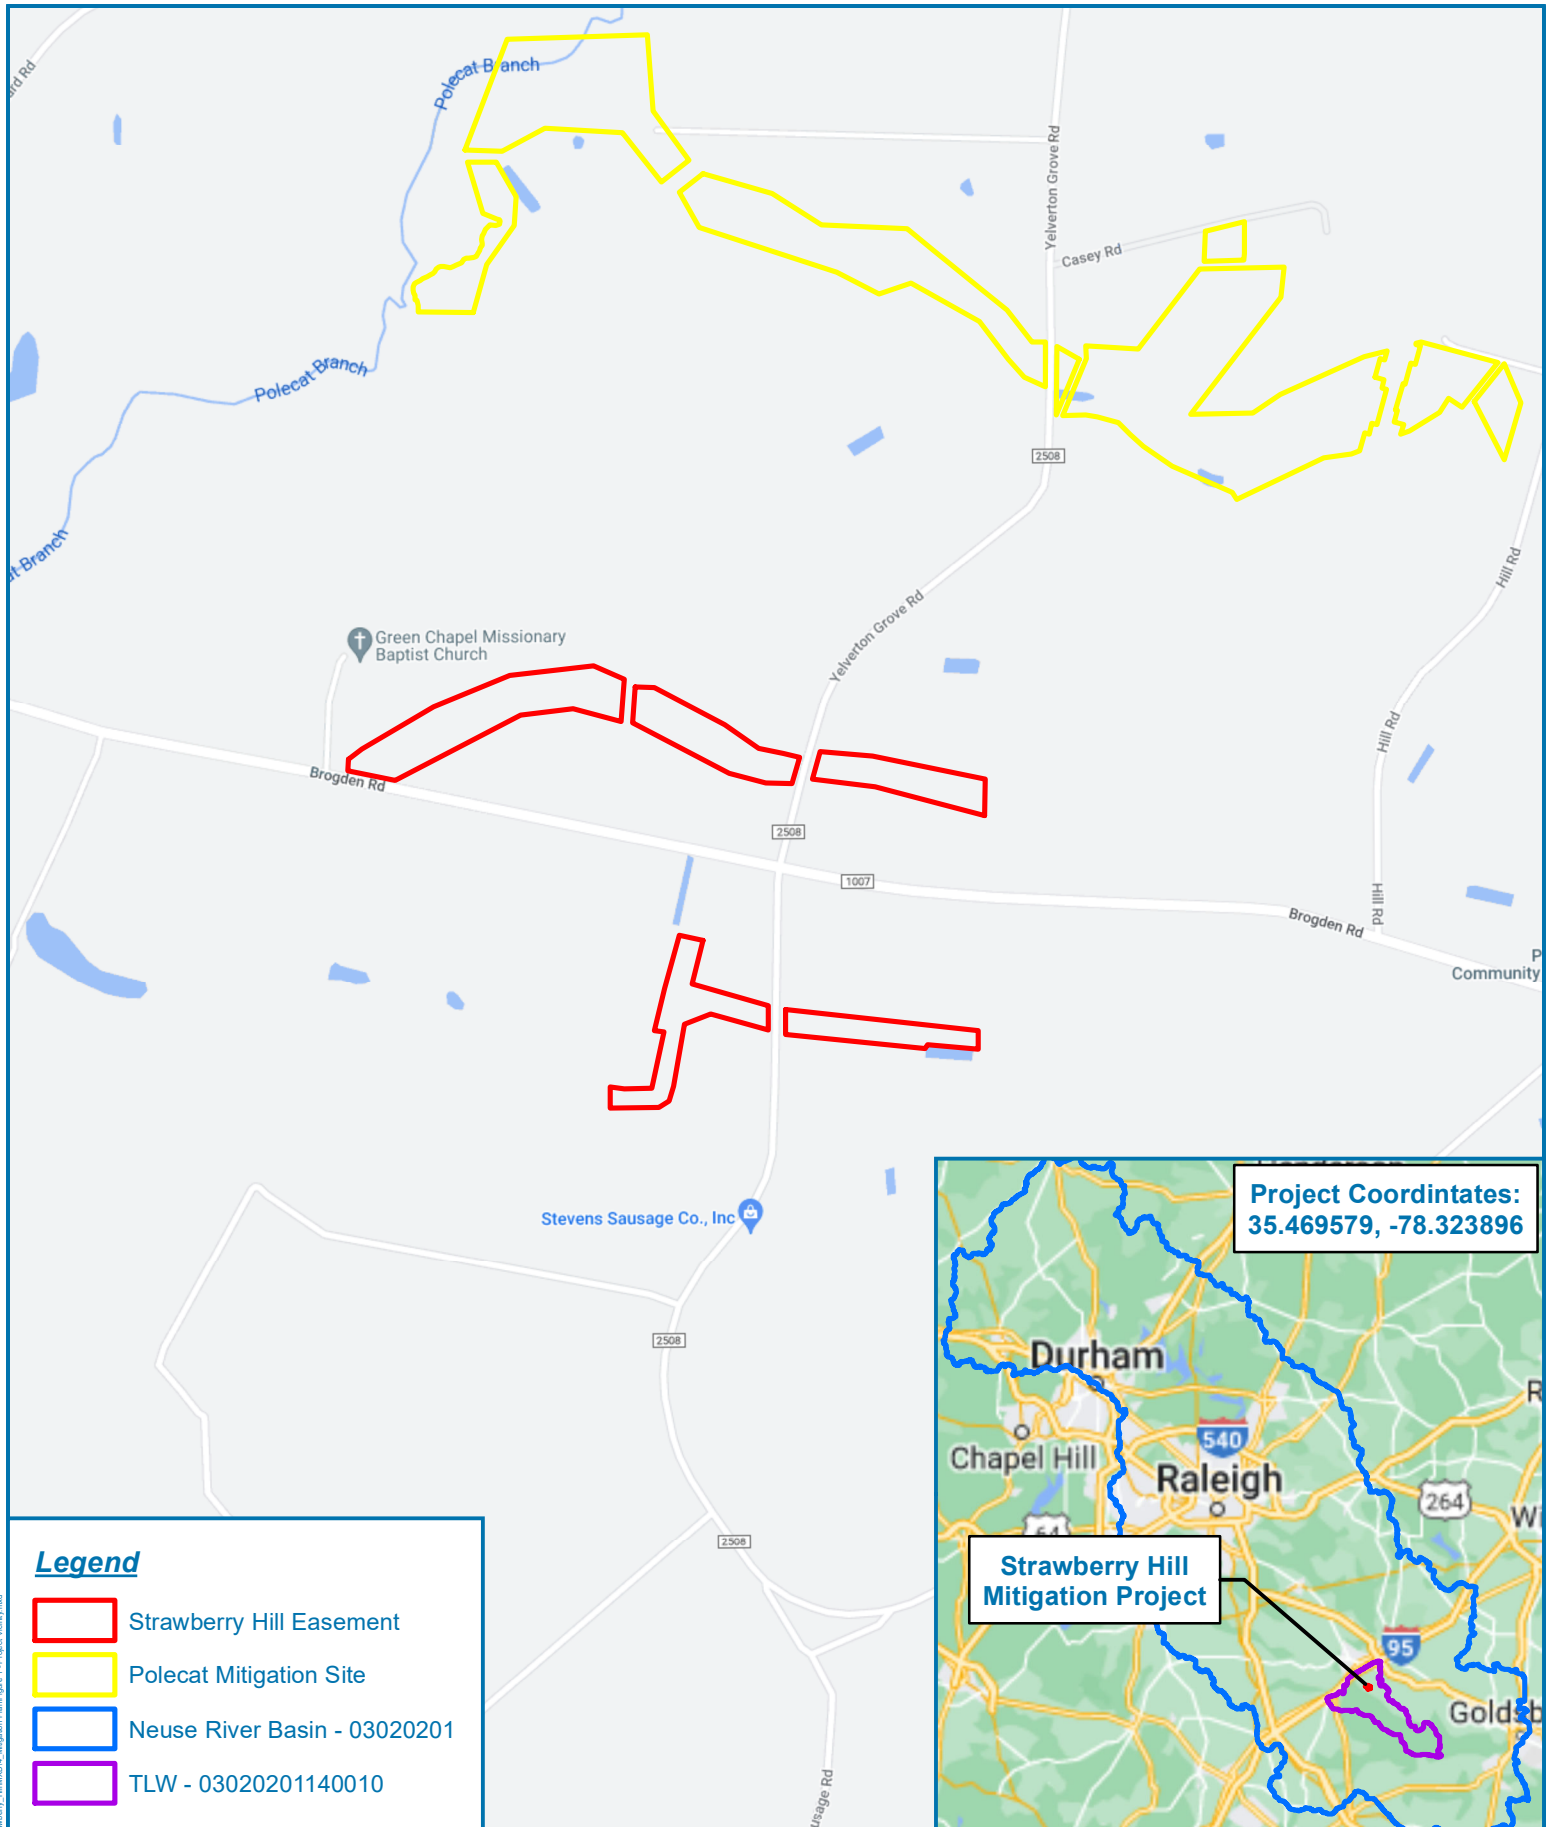 Polecat Branch
Yelverton Grove Rd
Casey Rd
Polecat Branch
2508
Hill Rd
Yelverton Grove Rd
Green Chapel Missionary
Baptist Church
Hill Rd
Brogden Rd
2508
1007
Hill Rd
Brogden Rd
Community
Stevens Sausage Co., Inc
2508
2508
Project Coordintates:
35.469579, -78.323896
Durham
540
Chapel Hill
Raleigh
264
64
Strawberry Hill
Mitigation Project
95
Goldsb
Legend
Strawberry Hill Easement
Polecat Mitigation Site
Neuse River Basin - 03020201
TLW - 03020201140010